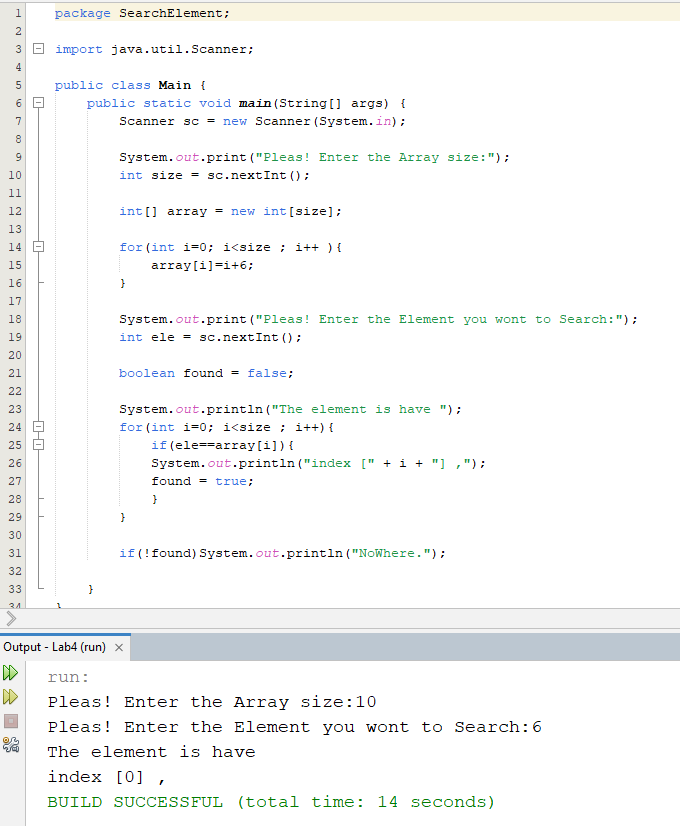 1 package SearchElement;
2
3 import java.util.Scanner;
4
5 public class Main {
6 public static void main(String[] args) {
7 Scanner sc = new Scanner(System.in);
8
9 System.out.print("Pleas! Enter the Array size:");
10 int size = sc.nextInt();
11
12 int[] array = new int[size];
13
14 for(int i=0; i<size ; i++ ){
15 array[i]=i+6;
16 }
17
18 System.out.print("Pleas! Enter the Element you wont to Search:");
19 int ele = sc.nextInt();
20
21 boolean found = false;
22
23 System.out.println("The element is have ");
24 for(int i=0; i<size ; i++){
25 if(ele==array[i]){
26 System.out.println("index [" + i + "] ,");
27 found = true;
28 }
29 }
30
31 if(!found)System.out.println("NoWhere.");
32
33 }
34 }
Output - Lab4 (run) ×
run:
Pleas! Enter the Array size:10
Pleas! Enter the Element you wont to Search:6
The element is have
index [0] ,
BUILD SUCCESSFUL (total time: 14 seconds)